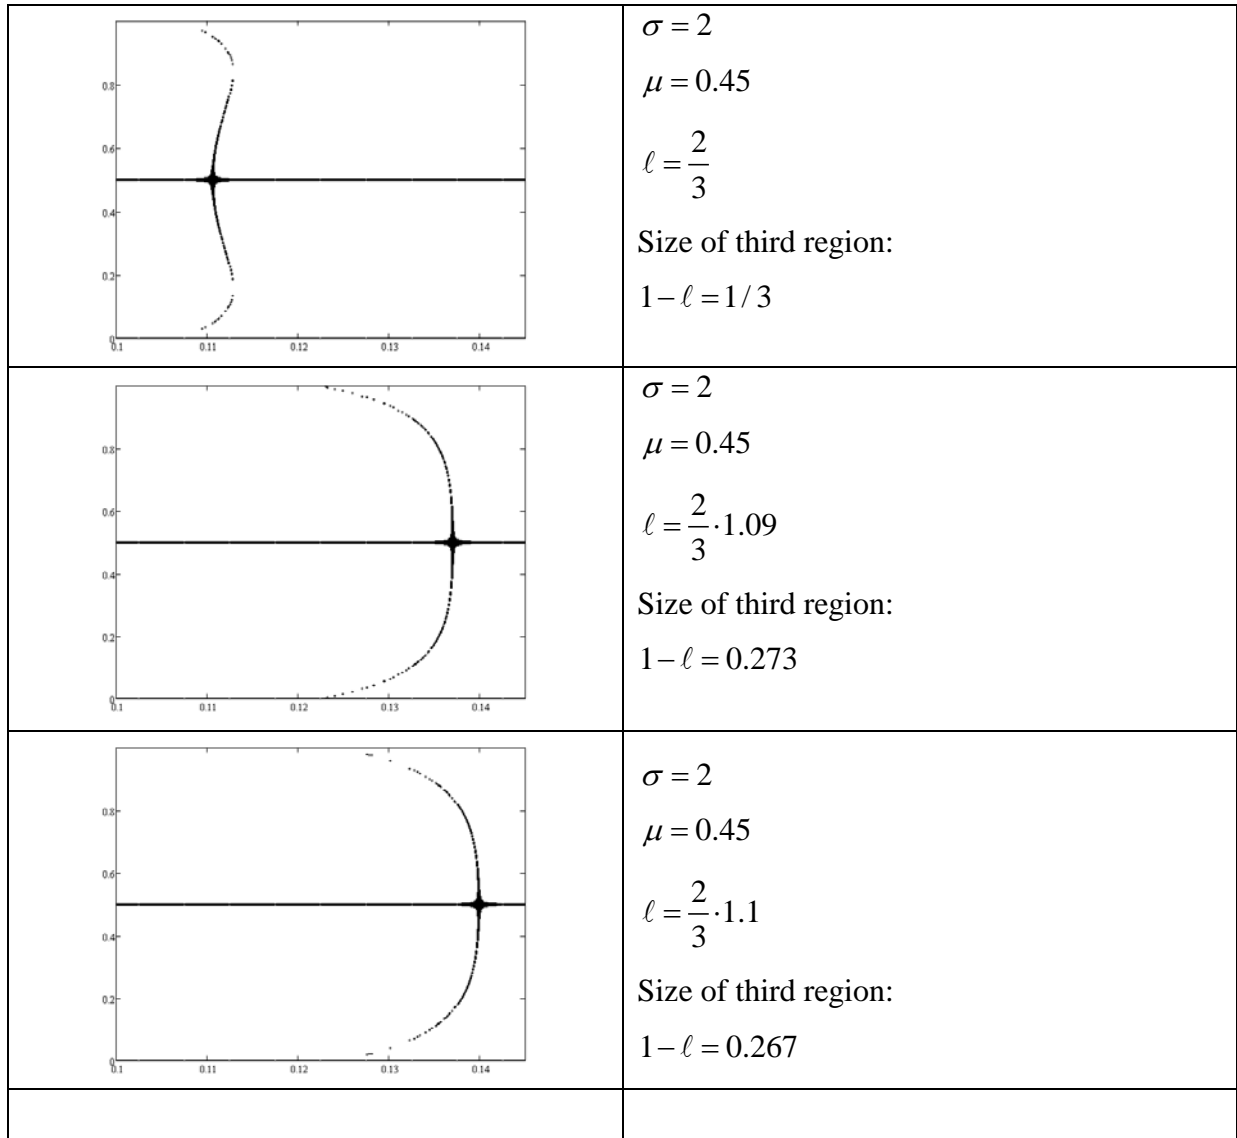 0.8
0.6
0.4
0.2
0
0.1 0.11 0.12 0.13 0.14
σ = 2
μ = 0.45
ℓ = 2/3
Size of third region:
1−ℓ = 1/3
0.8
0.6
0.4
0.2
0
0.1 0.11 0.12 0.13 0.14
σ = 2
μ = 0.45
ℓ = 2/3 · 1.09
Size of third region:
1−ℓ = 0.273
0.8
0.6
0.4
0.2
0
0.1 0.11 0.12 0.13 0.14
σ = 2
μ = 0.45
ℓ = 2/3 · 1.1
Size of third region:
1−ℓ = 0.267